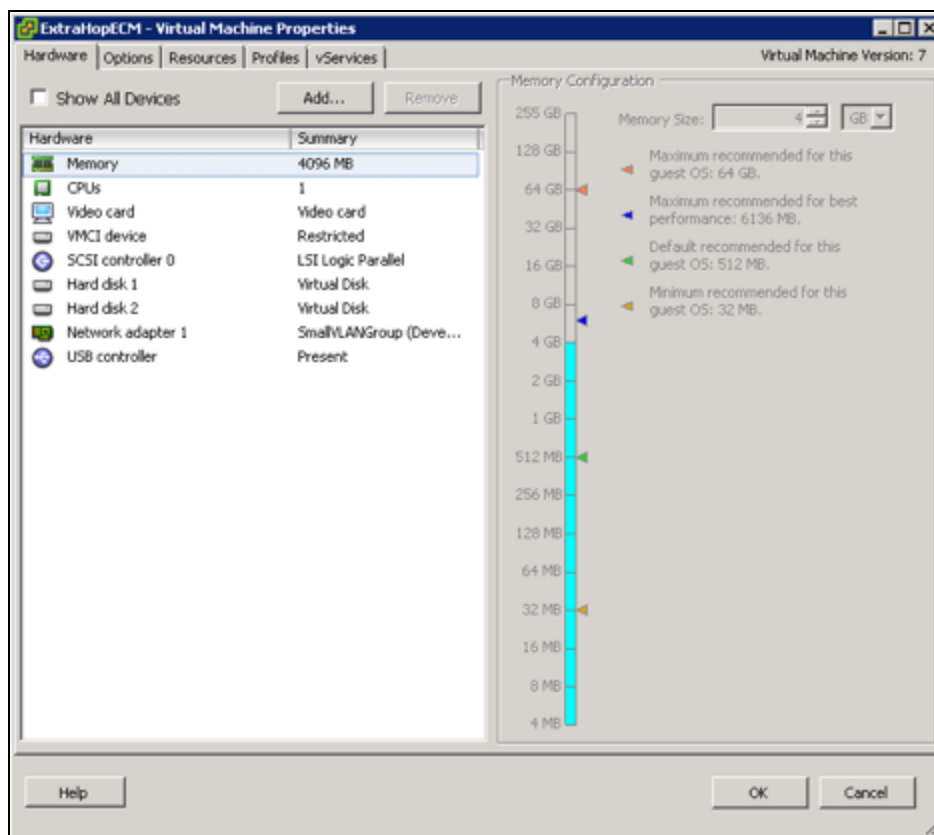 ExtraHopECM - Virtual Machine Properties
Hardware Options Resources Profiles vServices Virtual Machine Version: 7
Show All Devices Add... Remove
Hardware Summary
Memory 4096 MB
CPUs 1
Video card Video card
VMCI device Restricted
SCSI controller 0 LSI Logic Parallel
Hard disk 1 Virtual Disk
Hard disk 2 Virtual Disk
Network adapter 1 SmallVLANGroup (Deve...
USB controller Present
Memory Configuration
255 GB
128 GB
64 GB
32 GB
16 GB
8 GB
4 GB
2 GB
1 GB
512 MB
256 MB
128 MB
64 MB
32 MB
16 MB
8 MB
4 MB
Memory Size: 4 GB
Maximum recommended for this
guest OS: 64 GB.
Maximum recommended for best
performance: 6136 MB.
Default recommended for this
guest OS: 512 MB.
Minimum recommended for this
guest OS: 32 MB.
Help OK Cancel